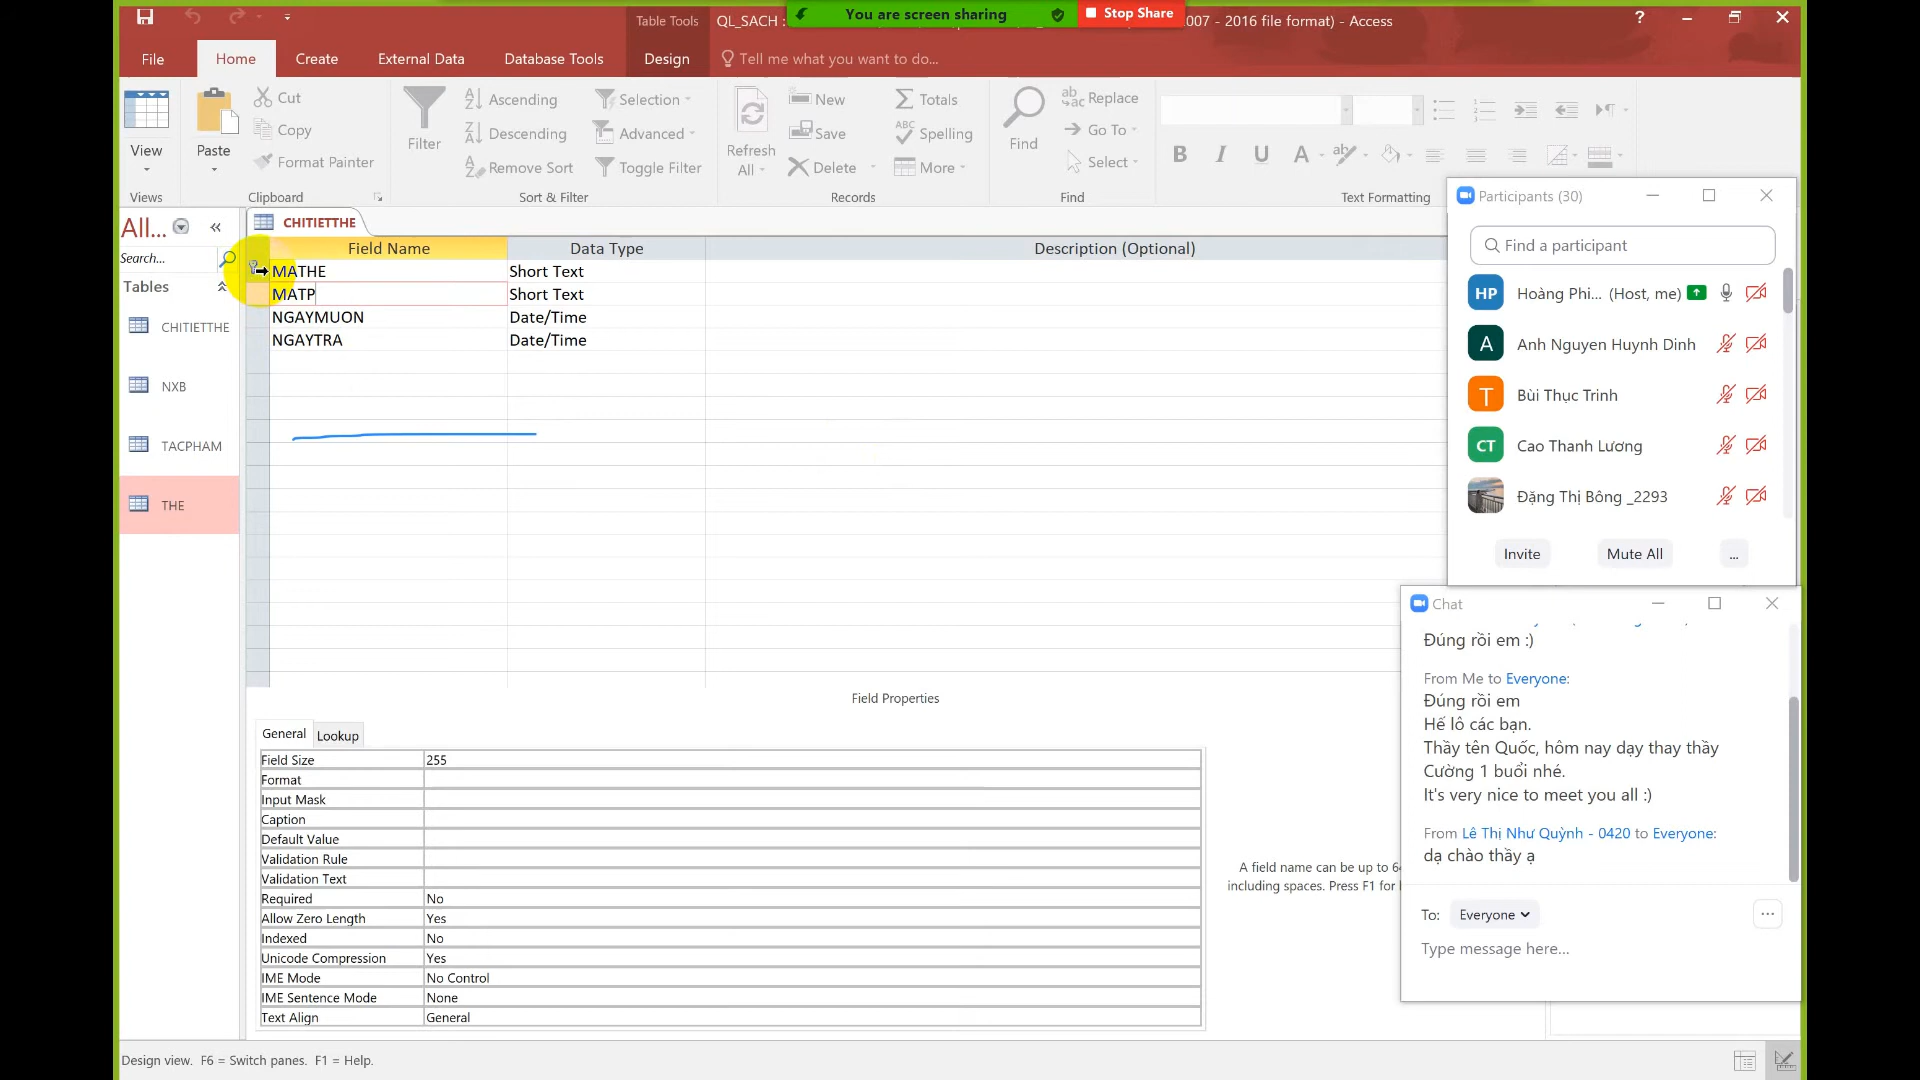 Table Tools
QL_SACH :
You are screen sharing
Stop Share
007 - 2016 file format) - Access
?
File
Home
Create
External Data
Database Tools
Design
Tell me what you want to do...
View
Views
Paste
Cut
Copy
Format Painter
Clipboard
Filter
Ascending
Descending
Remove Sort
Selection
Advanced
Toggle Filter
Sort & Filter
Refresh
All
New
Save
Delete
Totals
Spelling
More
Records
Find
Replace
Go To
Select
Find
B I U A
Text Formatting
All...
Search...
Tables
CHITIETTHE
NXB
TACPHAM
THE
CHITIETTHE
Field Name Data Type Description (Optional)
MATHE Short Text
MATP Short Text
NGAYMUON Date/Time
NGAYTRA Date/Time
Field Properties
General Lookup
Field Size 255
Format
Input Mask
Caption
Default Value
Validation Rule
Validation Text
Required No
Allow Zero Length Yes
Indexed No
Unicode Compression Yes
IME Mode No Control
IME Sentence Mode None
Text Align General
A field name can be up to
including spaces. Press F1 for
Participants (30)
Find a participant
HP Hoàng Phi... (Host, me)
A Anh Nguyen Huynh Dinh
T Bùi Thục Trinh
CT Cao Thanh Lương
Đặng Thị Bông _2293
Invite Mute All ...
Chat
Đúng rồi em :)
From Me to Everyone:
Đúng rồi em
Hế lô các bạn.
Thầy tên Quốc, hôm nay dạy thay thầy
Cường 1 buổi nhé.
It's very nice to meet you all :)
From Lê Thị Như Quỳnh - 0420 to Everyone:
dạ chào thầy ạ
To: Everyone
Type message here...
Design view. F6 = Switch panes. F1 = Help.